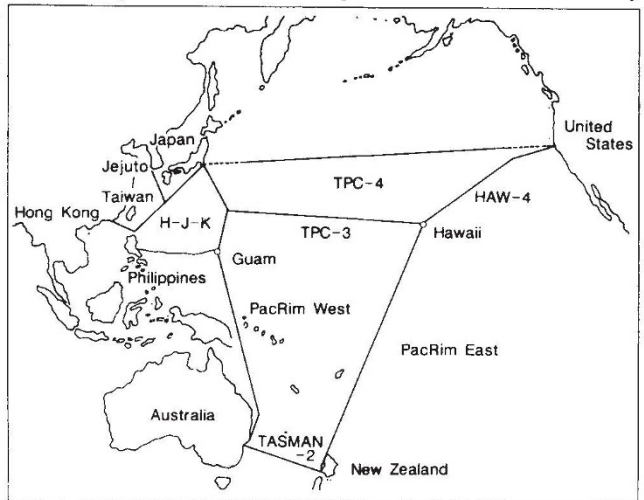 Japan
United
States
Jejuto
TPC-4
Taiwan
HAW-4
Hong Kong
H-J-K
TPC-3
Hawaii
Guam
Philippines
PacRim West
PacRim East
Australia
TASMAN
-2
New Zealand